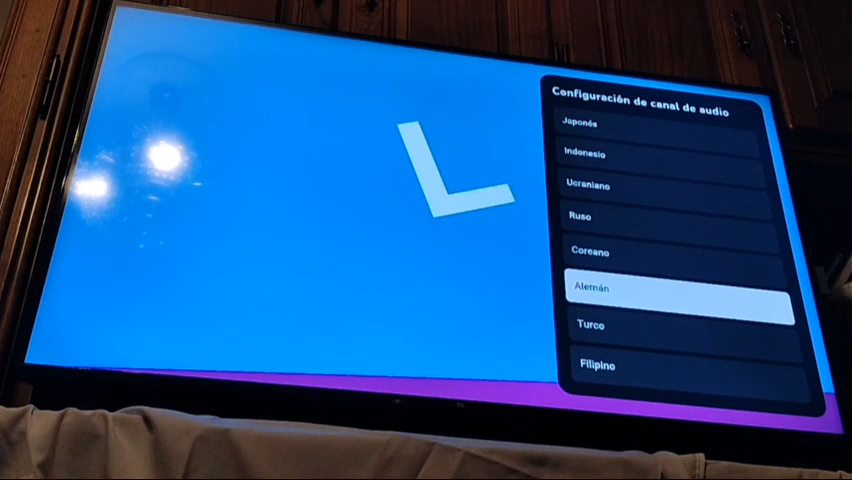 Configuración de canal de audio
Japonés
Indonesio
Ucraniano
Ruso
Coreano
Alemán
Turco
Filipino